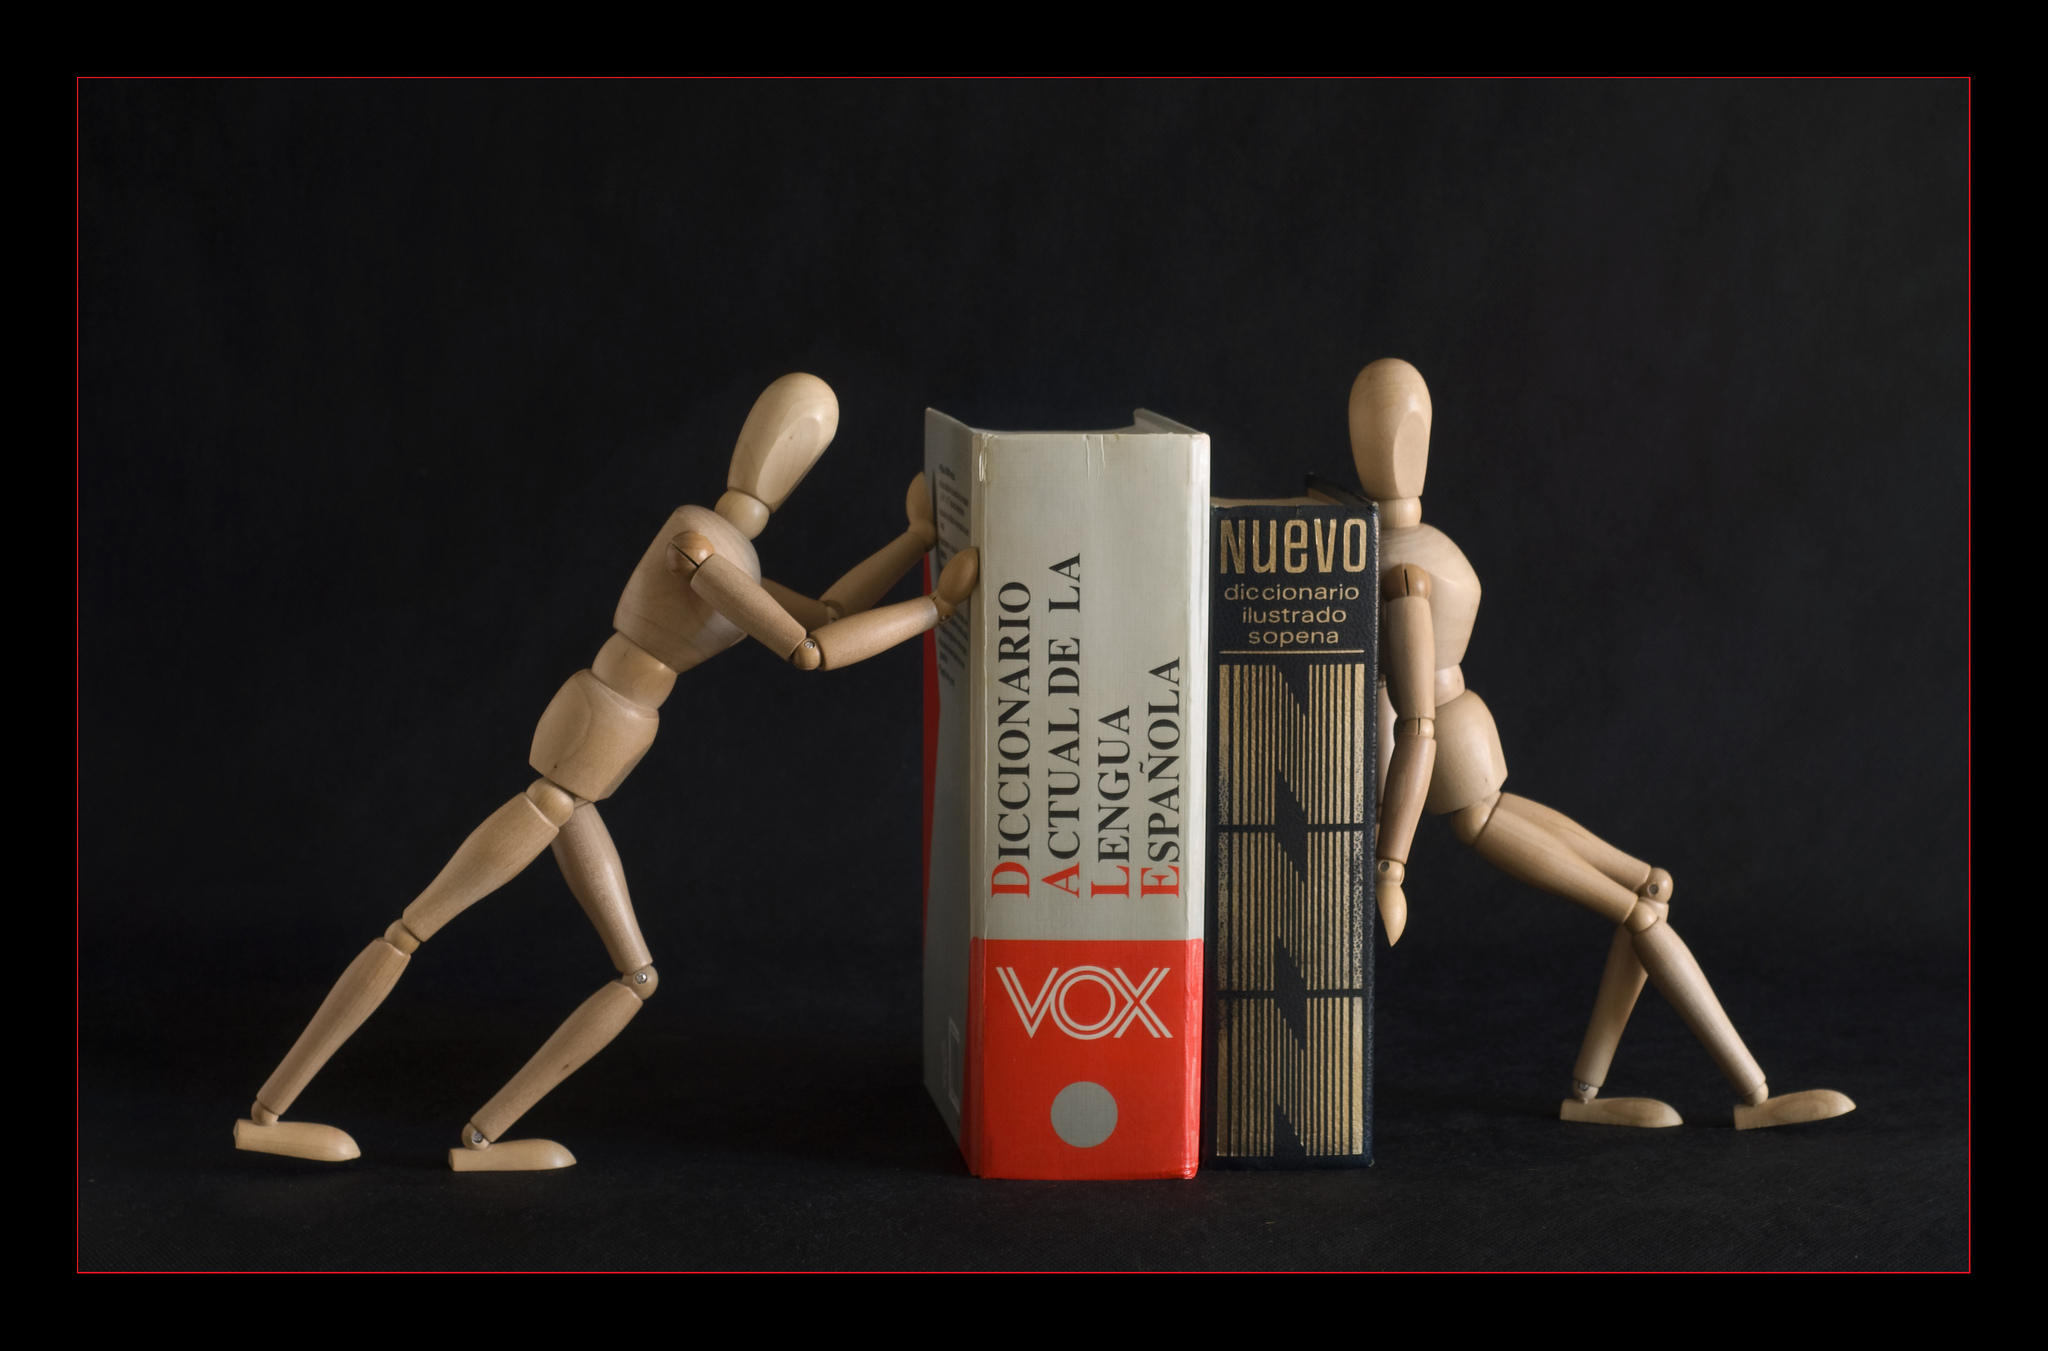 DICCIONARIO
ACTUAL DE LA
LENGUA
ESPAÑOLA
VOX
NUEVO
diccionario
ilustrado
sopena